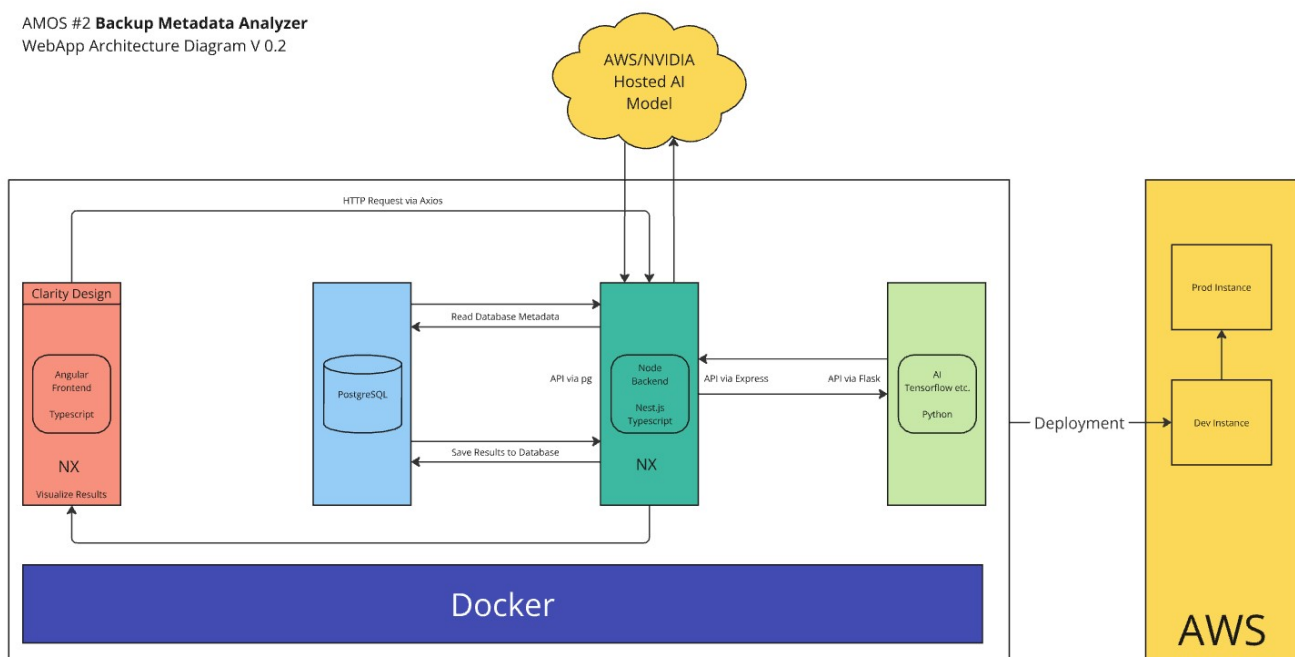 AMOS #2 Backup Metadata Analyzer
WebApp Architecture Diagram V 0.2
AWS/NVIDIA
Hosted AI
Model
HTTP Request via Axios
Clarity Design
Angular
Frontend
Typescript
NX
Visualize Results
PostgreSQL
Read Database Metadata
API via pg
Save Results to Database
Node
Backend
Nest.js
Typescript
NX
API via Express
API via Flask
AI
Tensorflow etc.
Python
Deployment
Prod Instance
Dev Instance
AWS
Docker